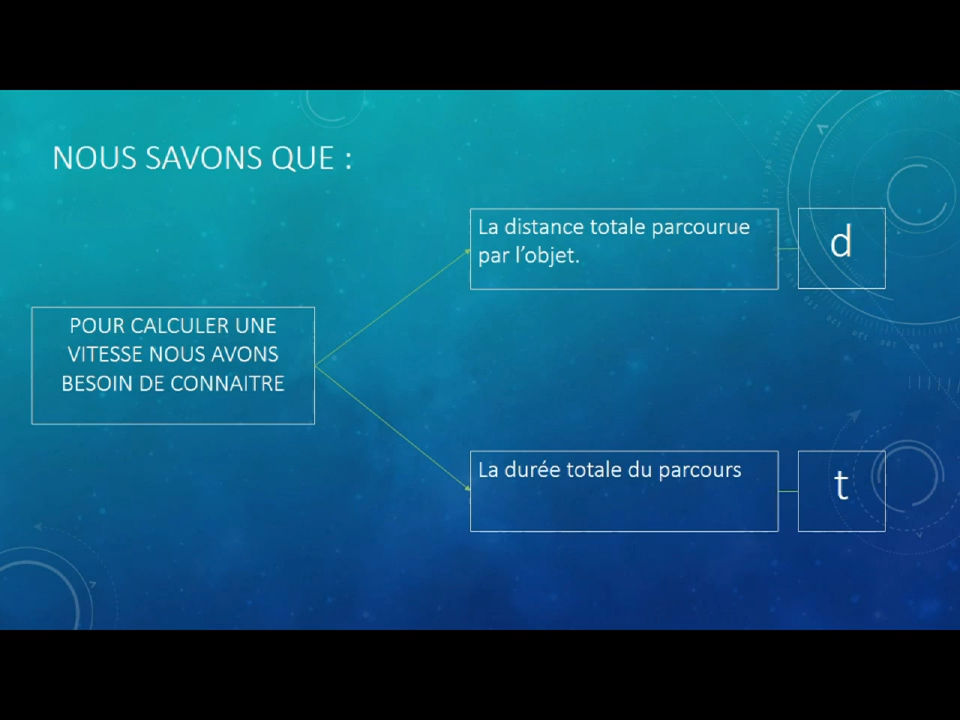 NOUS SAVONS QUE :
La distance totale parcourue
par l’objet.
d
POUR CALCULER UNE
VITESSE NOUS AVONS
BESOIN DE CONNAITRE
La durée totale du parcours
t